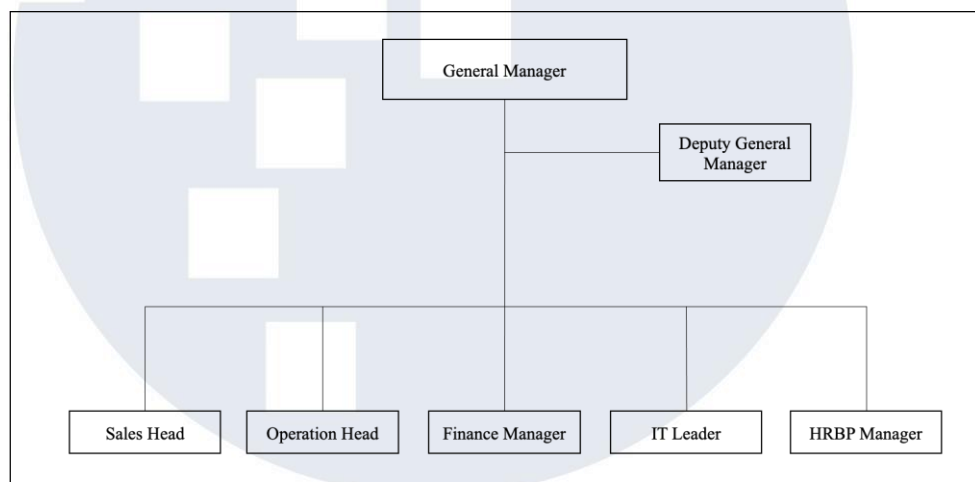 General Manager
Deputy General
Manager
Sales Head
Operation Head
Finance Manager
IT Leader
HRBP Manager